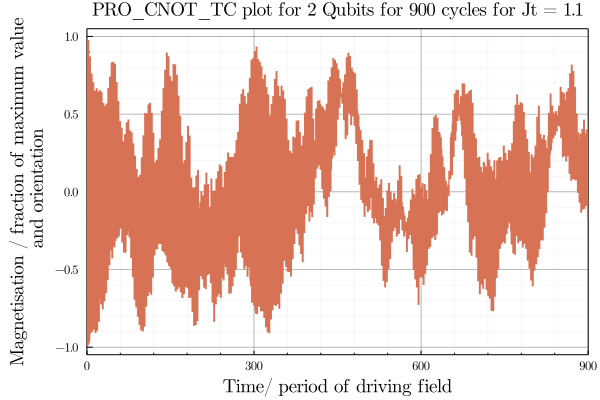 PRO_CNOT_TC plot for 2 Qubits for 900 cycles for Jt = 1.1
Magnetisation / fraction of maximum value
and orientation
1.0
0.5
0.0
−0.5
−1.0
0
300
600
900
Time/ period of driving field